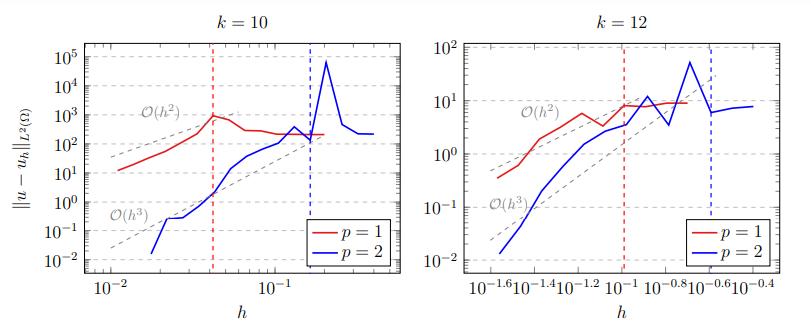 k = 10
k = 12
10^5
10^4
10^3
10^2
10^1
10^0
10^{-1}
10^{-2}
‖u − u_h‖_{L^2(Ω)}
O(h^2)
O(h^3)
p = 1
p = 2
10^{-2}
10^{-1}
h
10^2
10^1
10^0
10^{-1}
10^{-2}
O(h^2)
O(h^3)
p = 1
p = 2
10^{-1.6} 10^{-1.4} 10^{-1.2} 10^{-1} 10^{-0.8} 10^{-0.6} 10^{-0.4}
h